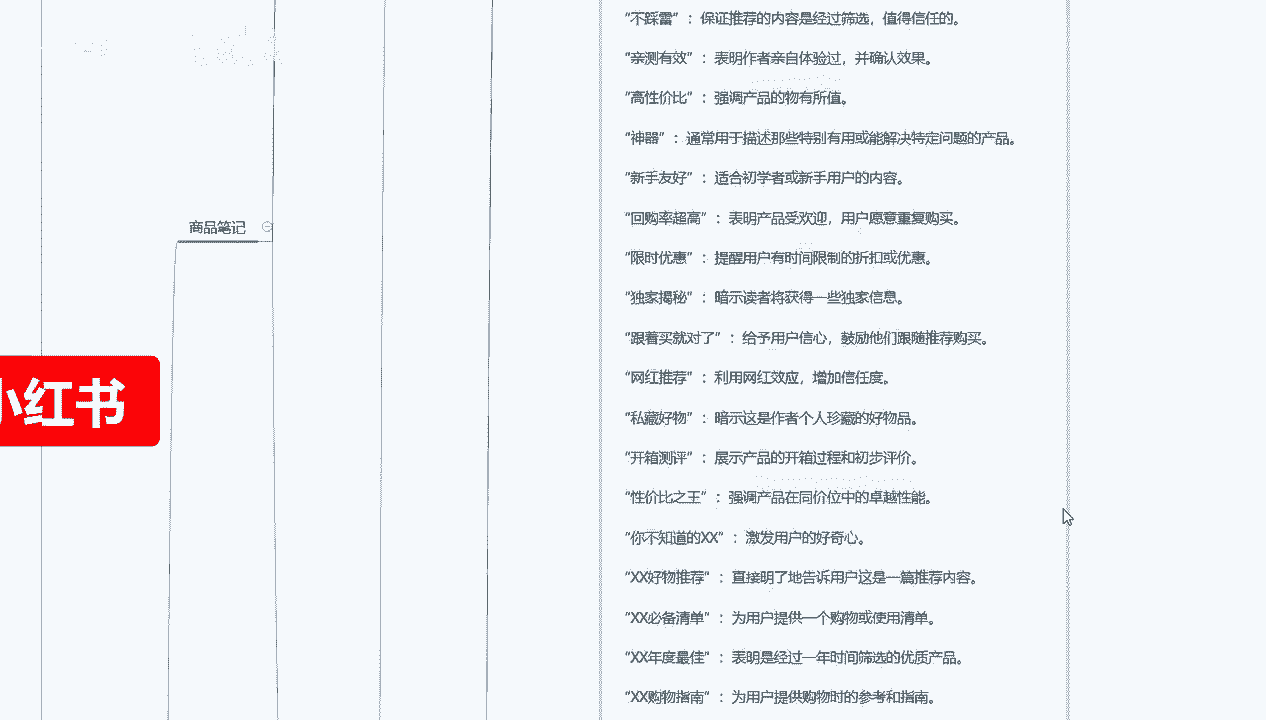 "不踩雷" ：保证推荐的内容是经过筛选，值得信任的。
"亲测有效" ：表明作者亲自体验过，并确认效果。
"高性价比" ：强调产品的物有所值。
"神器" ：通常用于描述那些特别有用或能解决特定问题的产品。
"新手友好" ：适合初学者或新手用户的内容。
"回购率超高" ：表明产品受欢迎，用户愿意重复购买。
商品笔记
"限时优惠" ：提醒用户有时间限制的折扣或优惠。
"独家揭秘" ：暗示读者将获得一些独家信息。
"跟着买就对了" ：给予用户信心，鼓励他们跟随推荐购买。
"网红推荐" ：利用网红效应，增加信任度。
小红书
"私藏好物" ：暗示这是作者个人珍藏的好物品。
"开箱测评" ：展示产品的开箱过程和初步评价。
"性价比之王" ：强调产品在同价位中的卓越性能。
"你不知道的XX" ：激发用户的好奇心。
"XX好物推荐" ：直接明了地告诉用户这是一篇推荐内容。
"XX必备清单" ：为用户提供一个购物或使用清单。
"XX年度最佳" ：表明是经过一年时间筛选的优质产品。
"XX购物指南" ：为用户提供购物时的参考和指南。